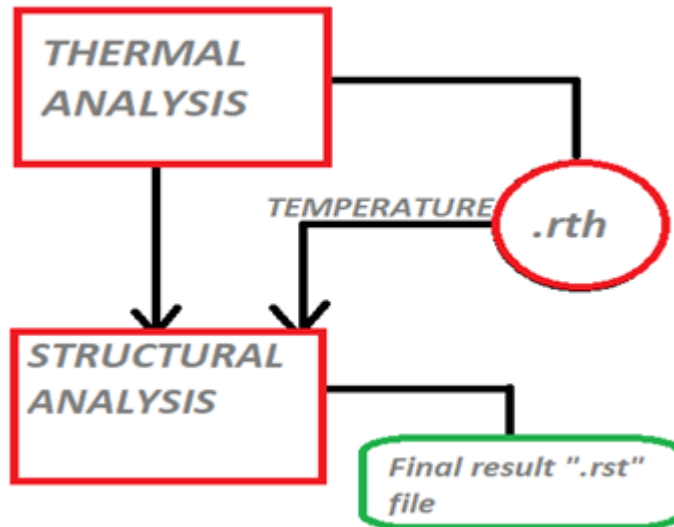 THERMAL
ANALYSIS
TEMPERATURE
.rth
STRUCTURAL
ANALYSIS
Final result ".rst"
file